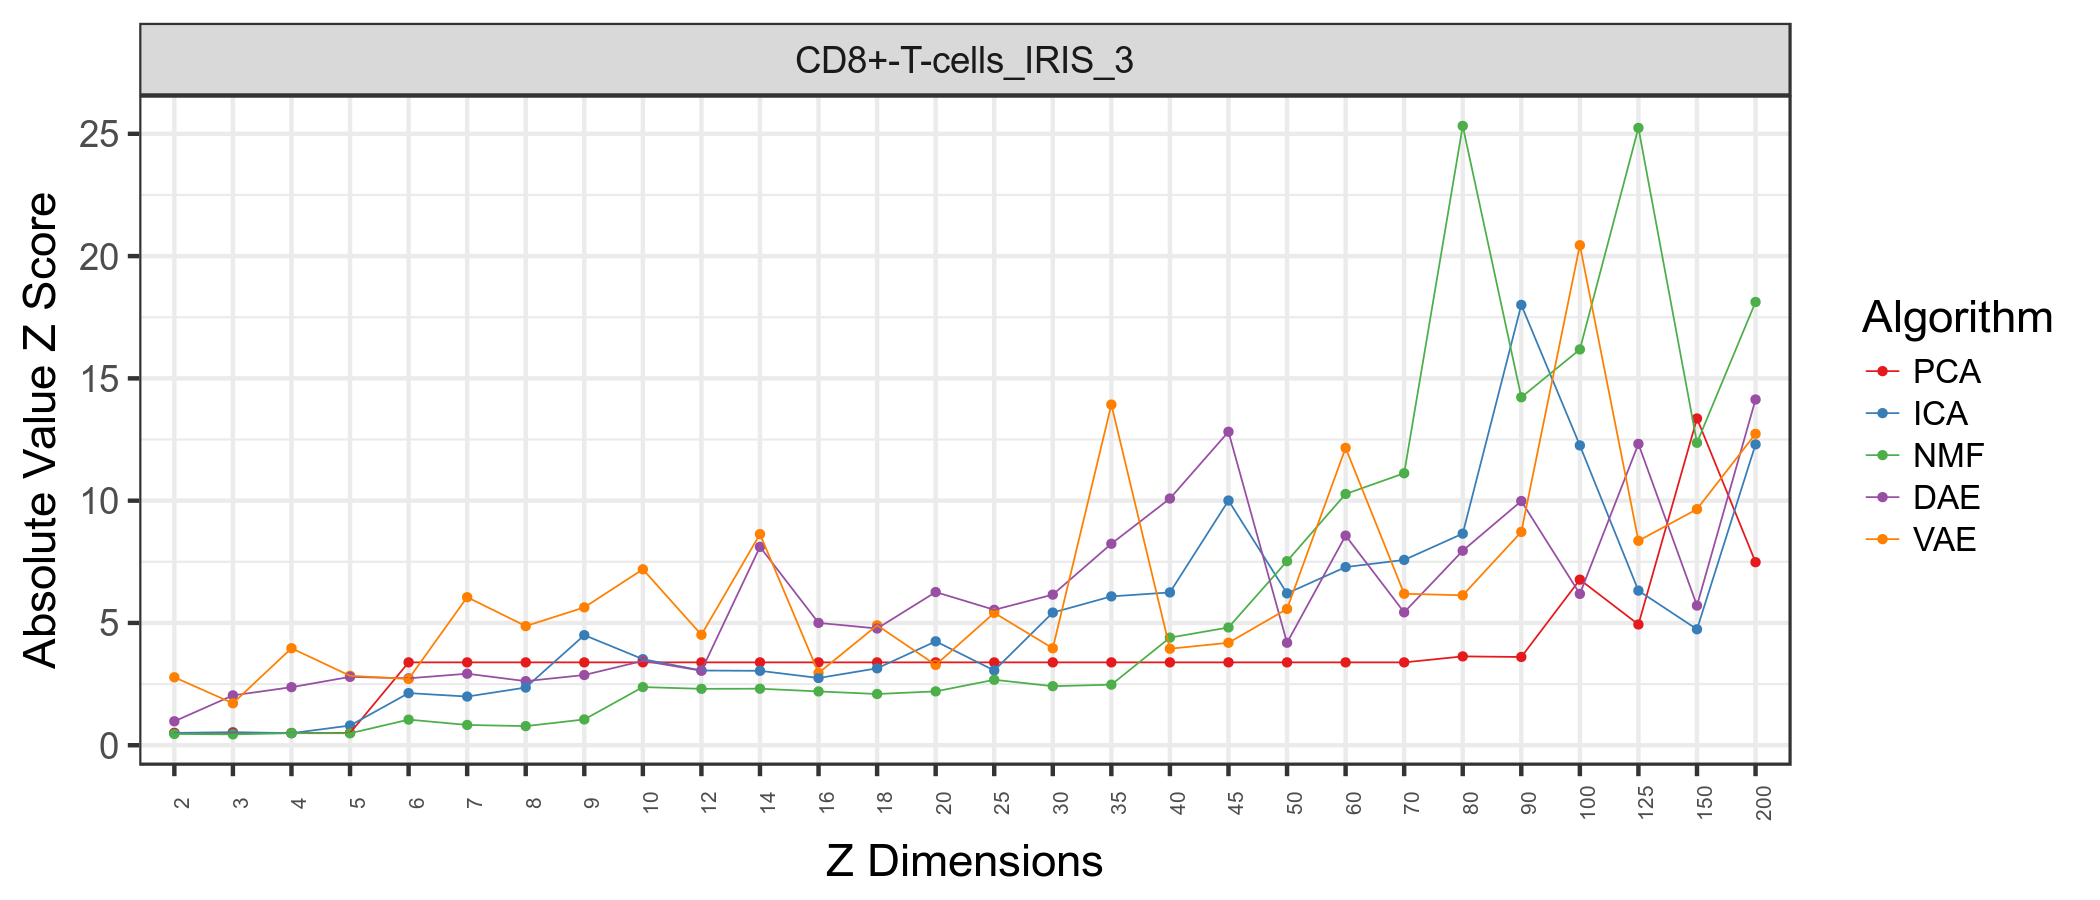 CD8+-T-cells_IRIS_3
Absolute Value Z Score
25
20
15
10
5
0
2 3 4 5 6 7 8 9 10 12 14 16 18 20 25 30 35 40 45 50 60 70 80 90 100 125 150 200
Z Dimensions
Algorithm
PCA
ICA
NMF
DAE
VAE